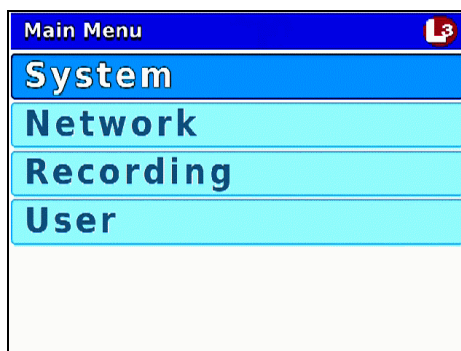 Main Menu
L3
System
Network
Recording
User